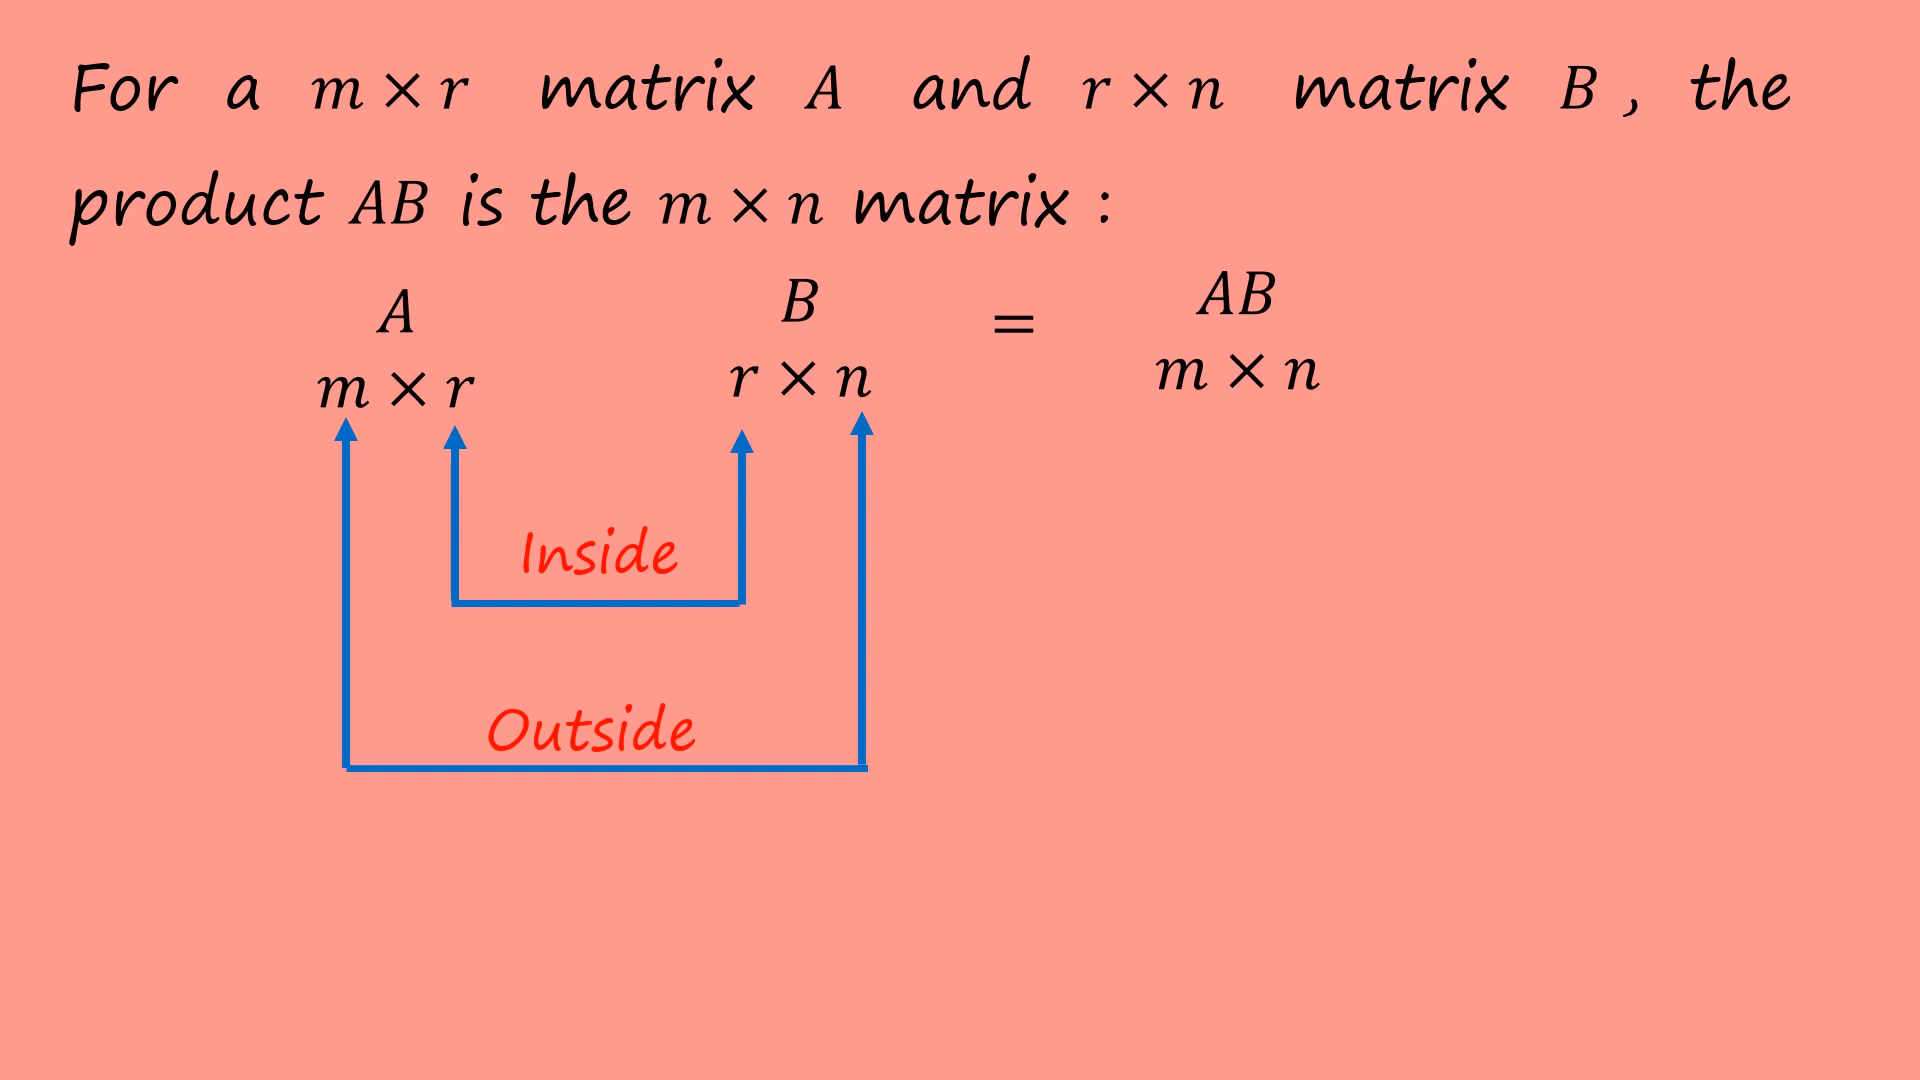 For a m × r matrix A and r × n matrix B , the
product AB is the m × n matrix :
A B = AB
m × r r × n m × n
Inside
Outside